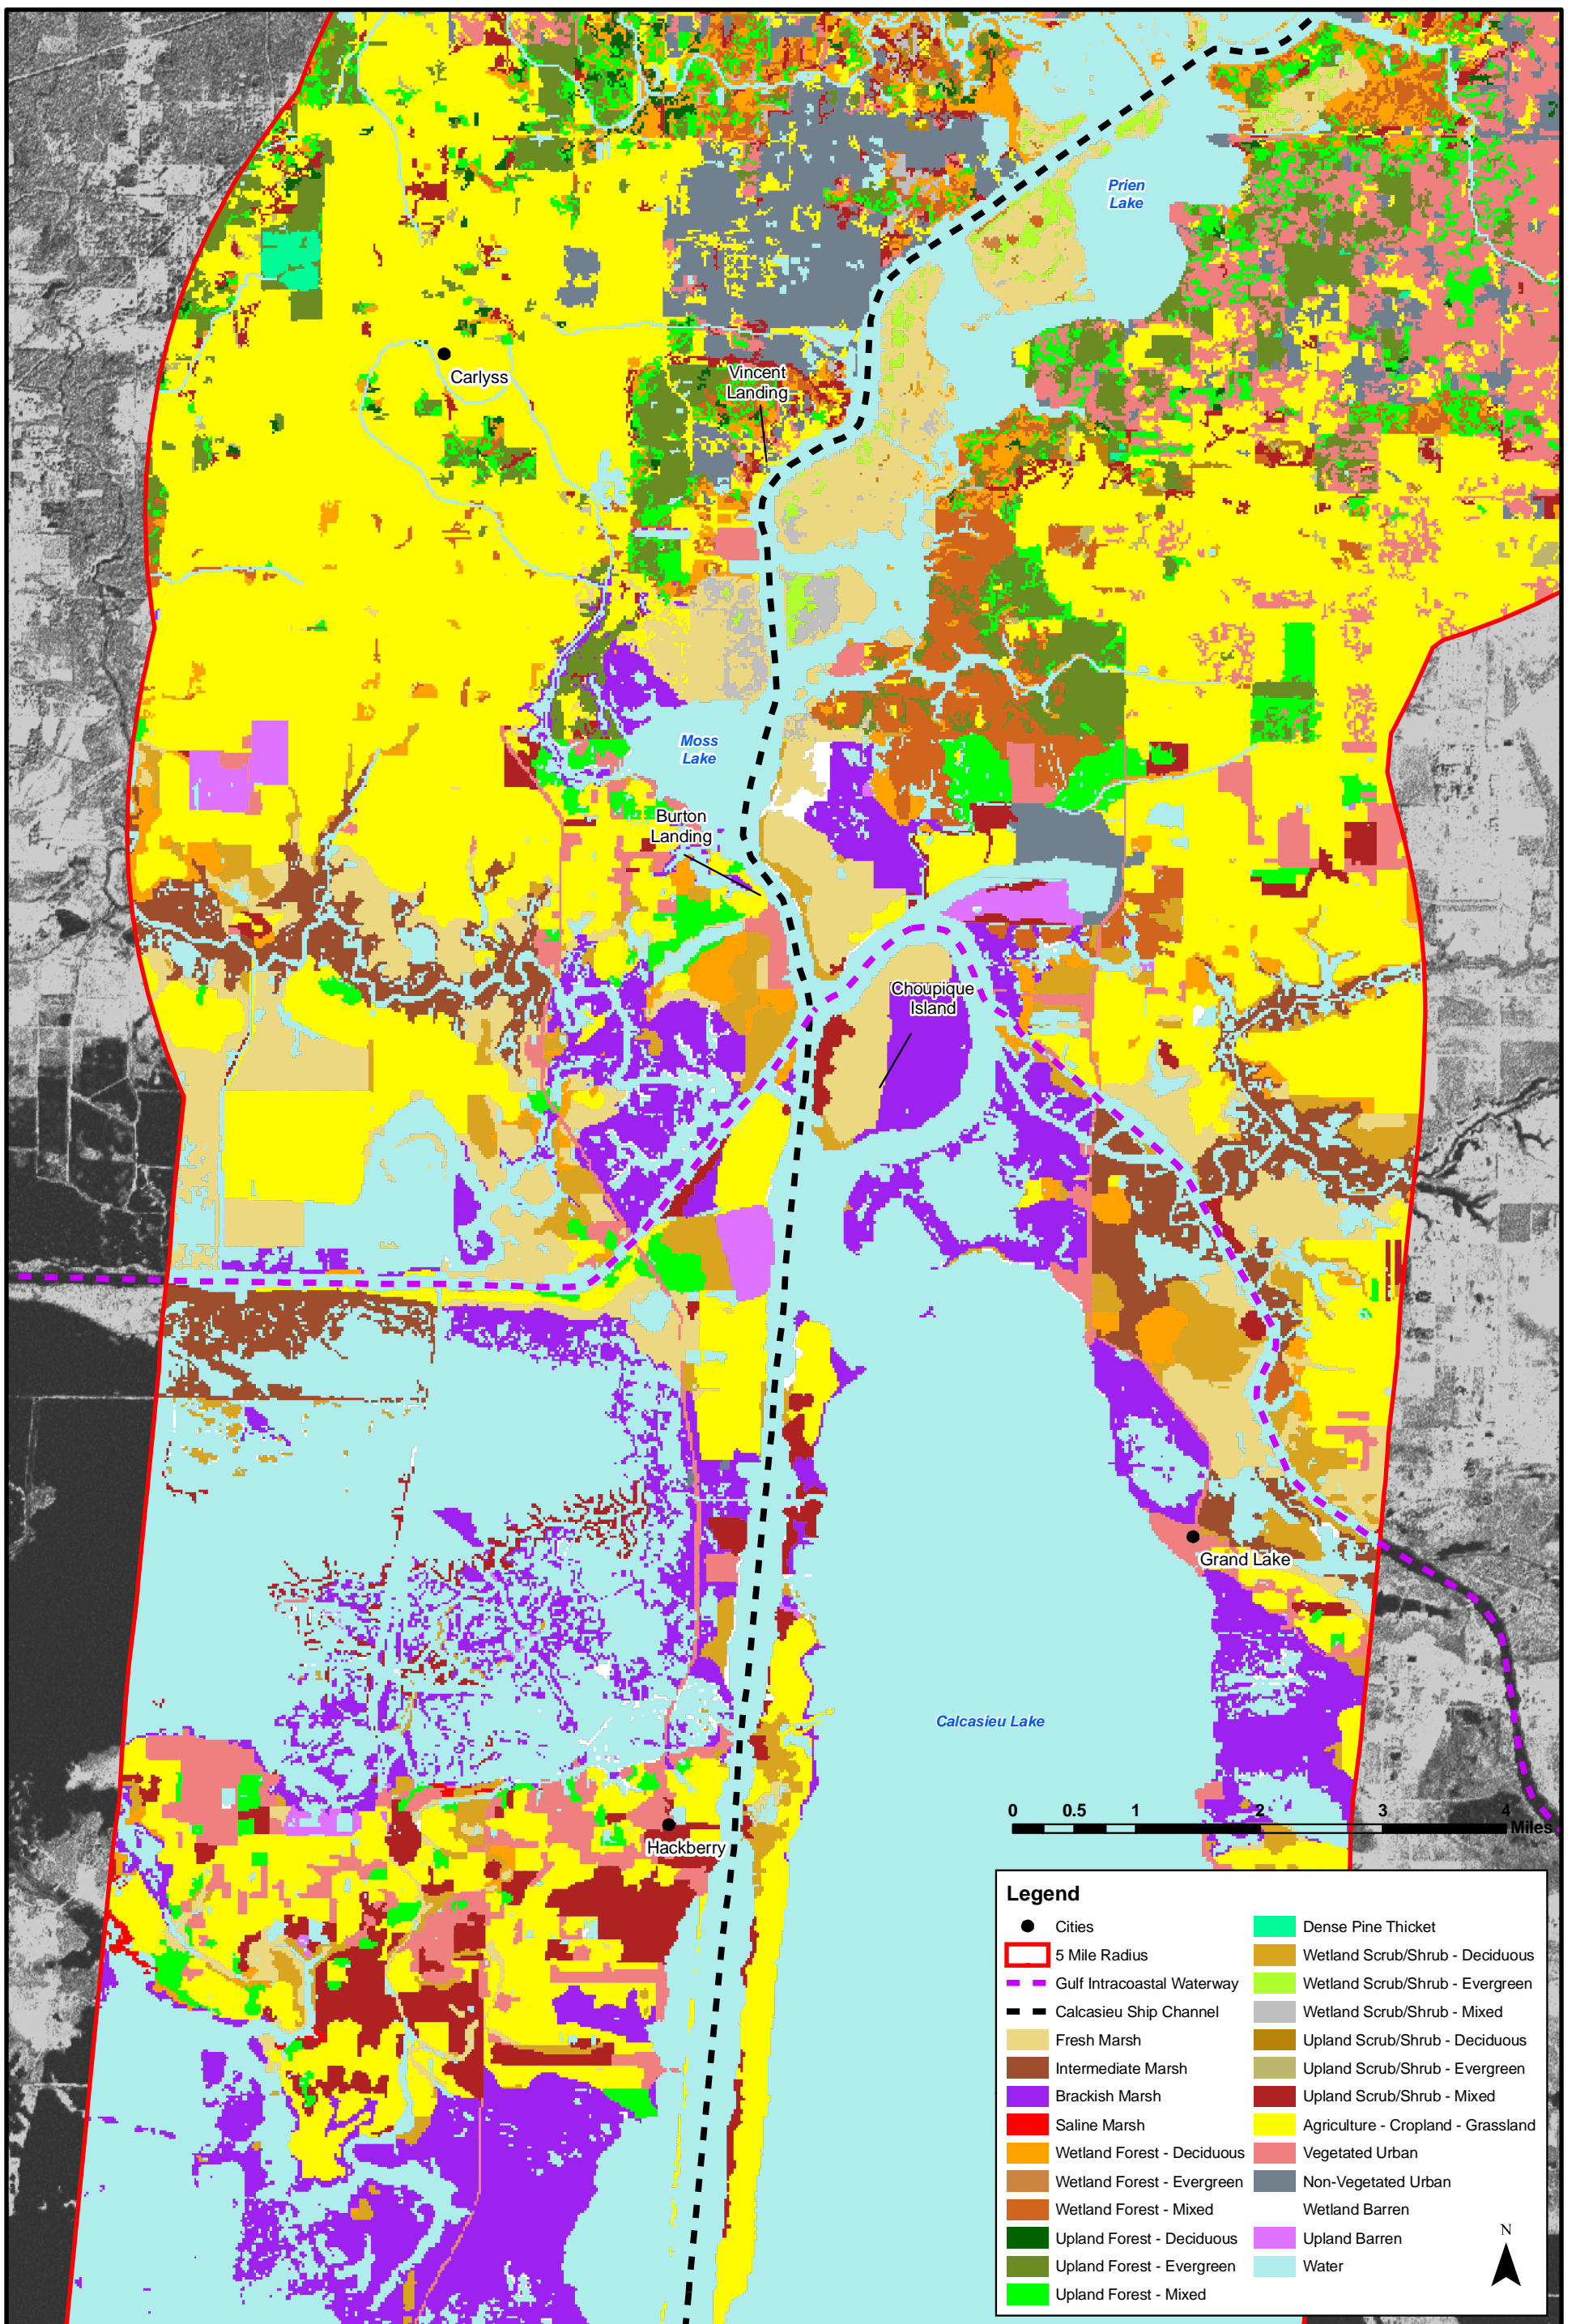 Prien
Lake
Carlyss
Vincent
Landing
Moss
Lake
Burton
Landing
Choupique
Island
Grand Lake
Calcasieu Lake
Hackberry
0 0.5 1 2 3 4
Miles
Legend
Cities
5 Mile Radius
Gulf Intracoastal Waterway
Calcasieu Ship Channel
Fresh Marsh
Intermediate Marsh
Brackish Marsh
Saline Marsh
Wetland Forest - Deciduous
Wetland Forest - Evergreen
Wetland Forest - Mixed
Upland Forest - Deciduous
Upland Forest - Evergreen
Upland Forest - Mixed
Dense Pine Thicket
Wetland Scrub/Shrub - Deciduous
Wetland Scrub/Shrub - Evergreen
Wetland Scrub/Shrub - Mixed
Upland Scrub/Shrub - Deciduous
Upland Scrub/Shrub - Evergreen
Upland Scrub/Shrub - Mixed
Agriculture - Cropland - Grassland
Vegetated Urban
Non-Vegetated Urban
Wetland Barren
Upland Barren
Water
N